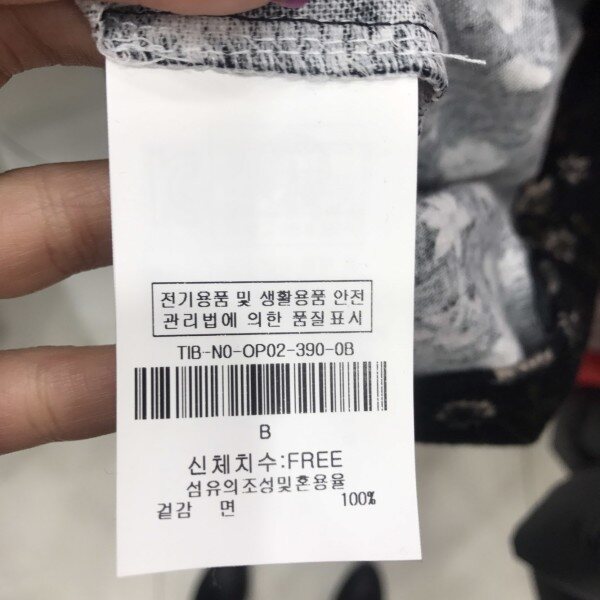 전기용품 및 생활용품 안전
관리법에 의한 품질표시
TIB-N0-OP02-390-0B
B
신체치수:FREE
섬유의조성및혼용율
겉감 면 100%